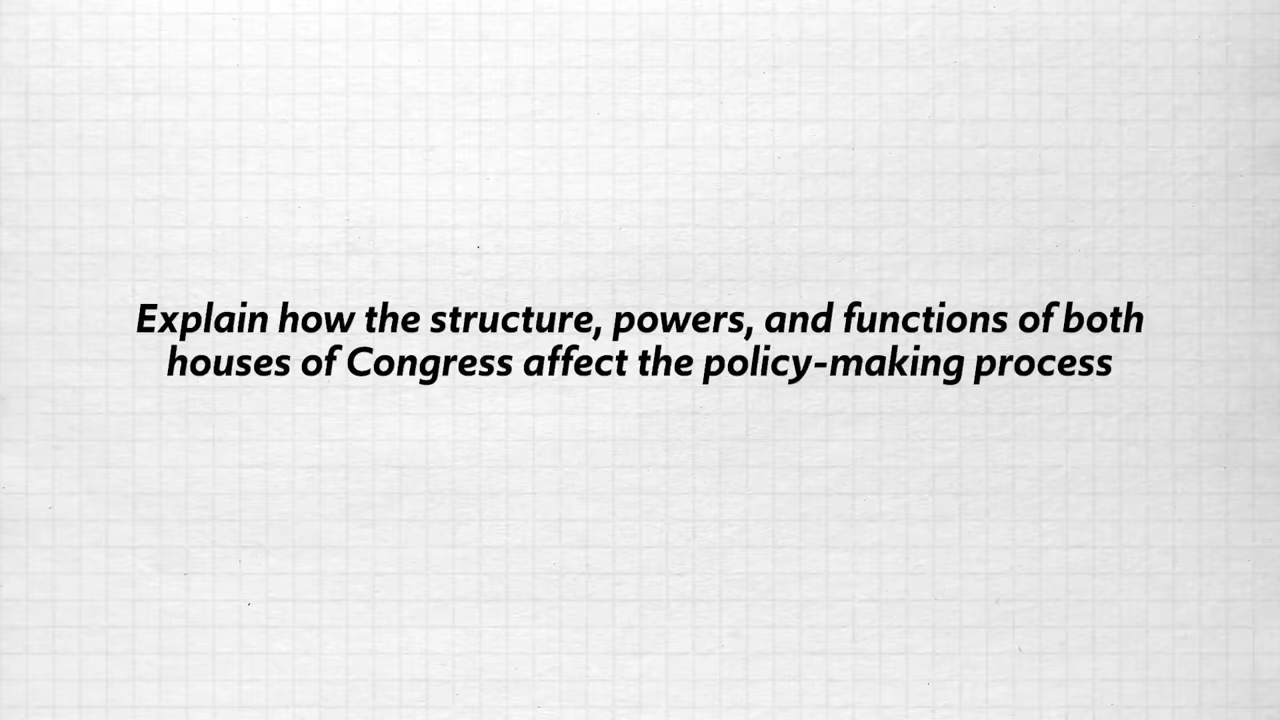 Explain how the structure, powers, and functions of both
houses of Congress affect the policy-making process